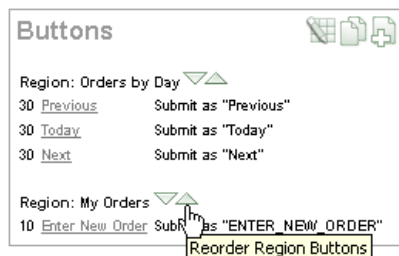 Buttons
Region: Orders by Day
30 Previous Submit as "Previous"
30 Today Submit as "Today"
30 Next Submit as "Next"
Region: My Orders
10 Enter New Order as "ENTER_NEW_ORDER"
Reorder Region Buttons